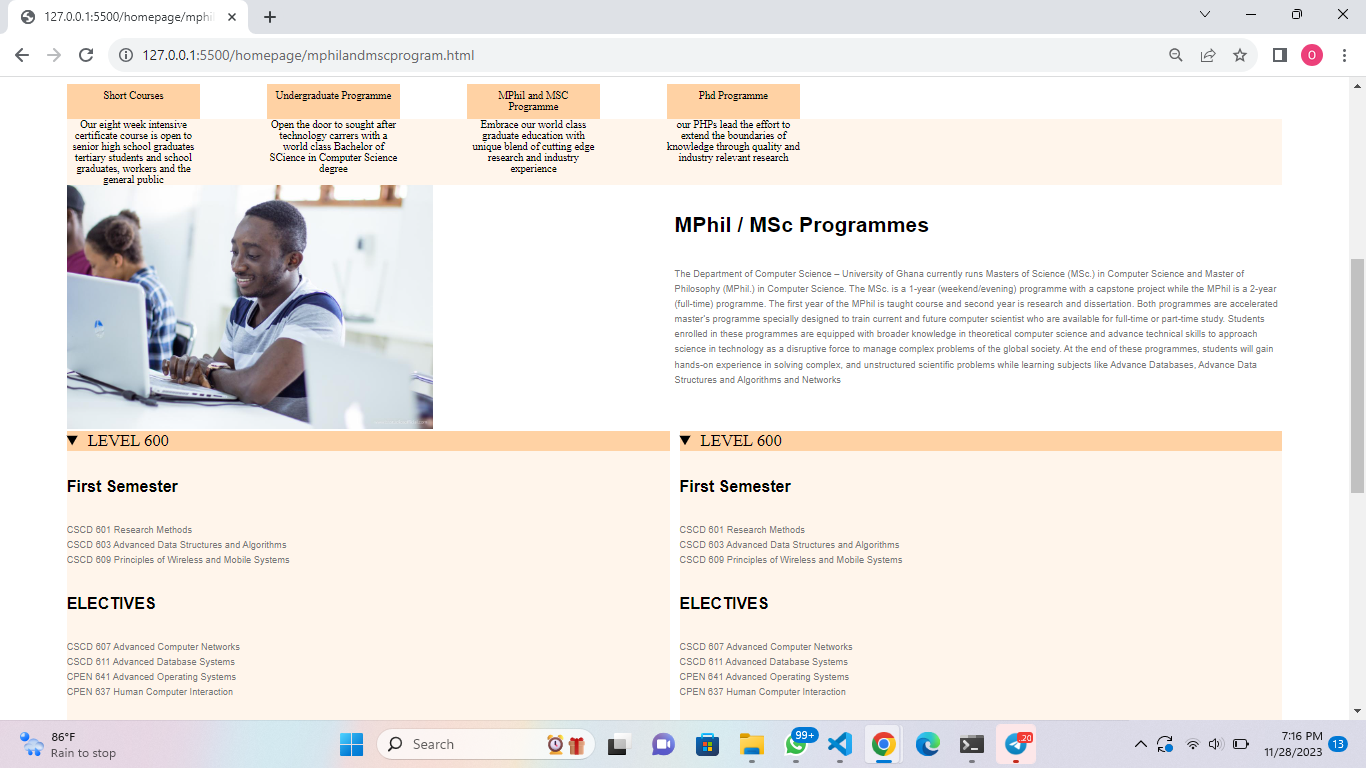 127.0.0.1:5500/homepage/mphil
127.0.0.1:5500/homepage/mphilandmscprogram.html
O
Short Courses
Undergraduate Programme
MPhil and MSC
Programme
Phd Programme
Our eight week intensive
certificate course is open to
senior high school graduates
tertiary students and school
graduates, workers and the
general public
Open the door to sought after
technology carrers with a
world class Bachelor of
SCience in Computer Science
degree
Embrace our world class
graduate education with
unique blend of cutting edge
research and industry
experience
our PHPs lead the effort to
extend the boundaries of
knowledge through quality and
industry relevant research
MPhil / MSc Programmes
The Department of Computer Science – University of Ghana currently runs Masters of Science (MSc.) in Computer Science and Master of
Philosophy (MPhil.) in Computer Science. The MSc. is a 1-year (weekend/evening) programme with a capstone project while the MPhil is a 2-year
(full-time) programme. The first year of the MPhil is taught course and second year is research and dissertation. Both programmes are accelerated
master's programme specially designed to train current and future computer scientist who are available for full-time or part-time study. Students
enrolled in these programmes are equipped with broader knowledge in theoretical computer science and advance technical skills to approach
science in technology as a disruptive force to manage complex problems of the global society. At the end of these programmes, students will gain
hands-on experience in solving complex, and unstructured scientific problems while learning subjects like Advance Databases, Advance Data
Structures and Algorithms and Networks
LEVEL 600
First Semester
CSCD 601 Research Methods
CSCD 603 Advanced Data Structures and Algorithms
CSCD 609 Principles of Wireless and Mobile Systems
ELECTIVES
CSCD 607 Advanced Computer Networks
CSCD 611 Advanced Database Systems
CPEN 641 Advanced Operating Systems
CPEN 637 Human Computer Interaction
LEVEL 600
First Semester
CSCD 601 Research Methods
CSCD 603 Advanced Data Structures and Algorithms
CSCD 609 Principles of Wireless and Mobile Systems
ELECTIVES
CSCD 607 Advanced Computer Networks
CSCD 611 Advanced Database Systems
CPEN 641 Advanced Operating Systems
CPEN 637 Human Computer Interaction
86°F
Rain to stop
Search
99+
20
7:16 PM
11/28/2023
13